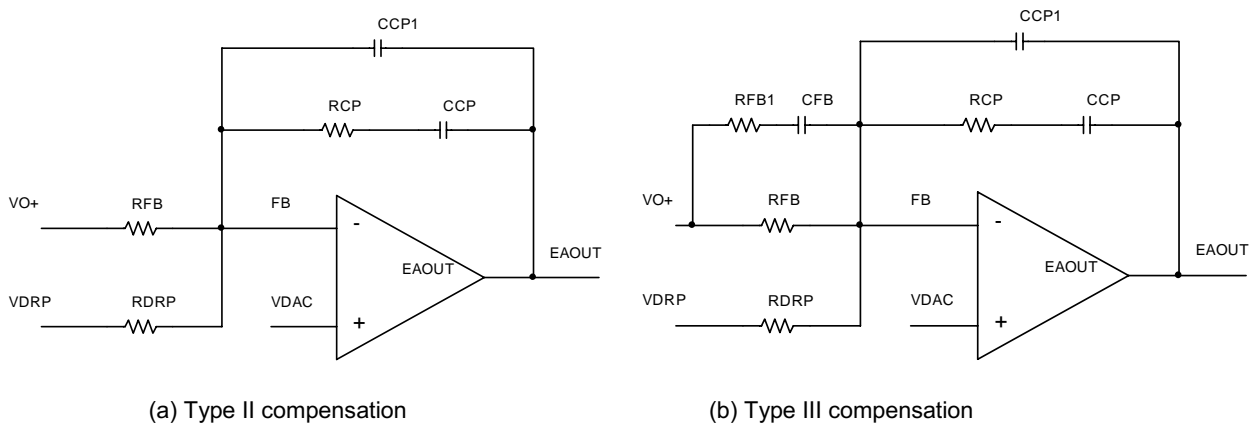 CCP1
RCP CCP
VO+ RFB FB
-
EAOUT EAOUT
VDRP RDRP VDAC
+
(a) Type II compensation
CCP1
RFB1 CFB RCP CCP
VO+ RFB FB
-
EAOUT EAOUT
VDRP RDRP VDAC
+
(b) Type III compensation